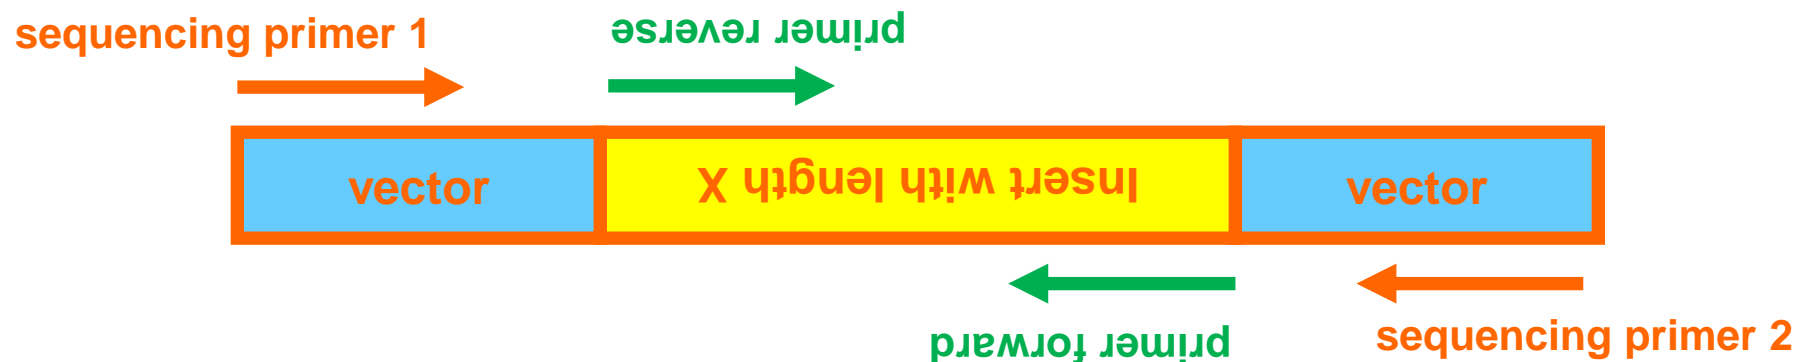 sequencing primer 1
primer reverse
vector
Insert with length X
vector
primer forward
sequencing primer 2